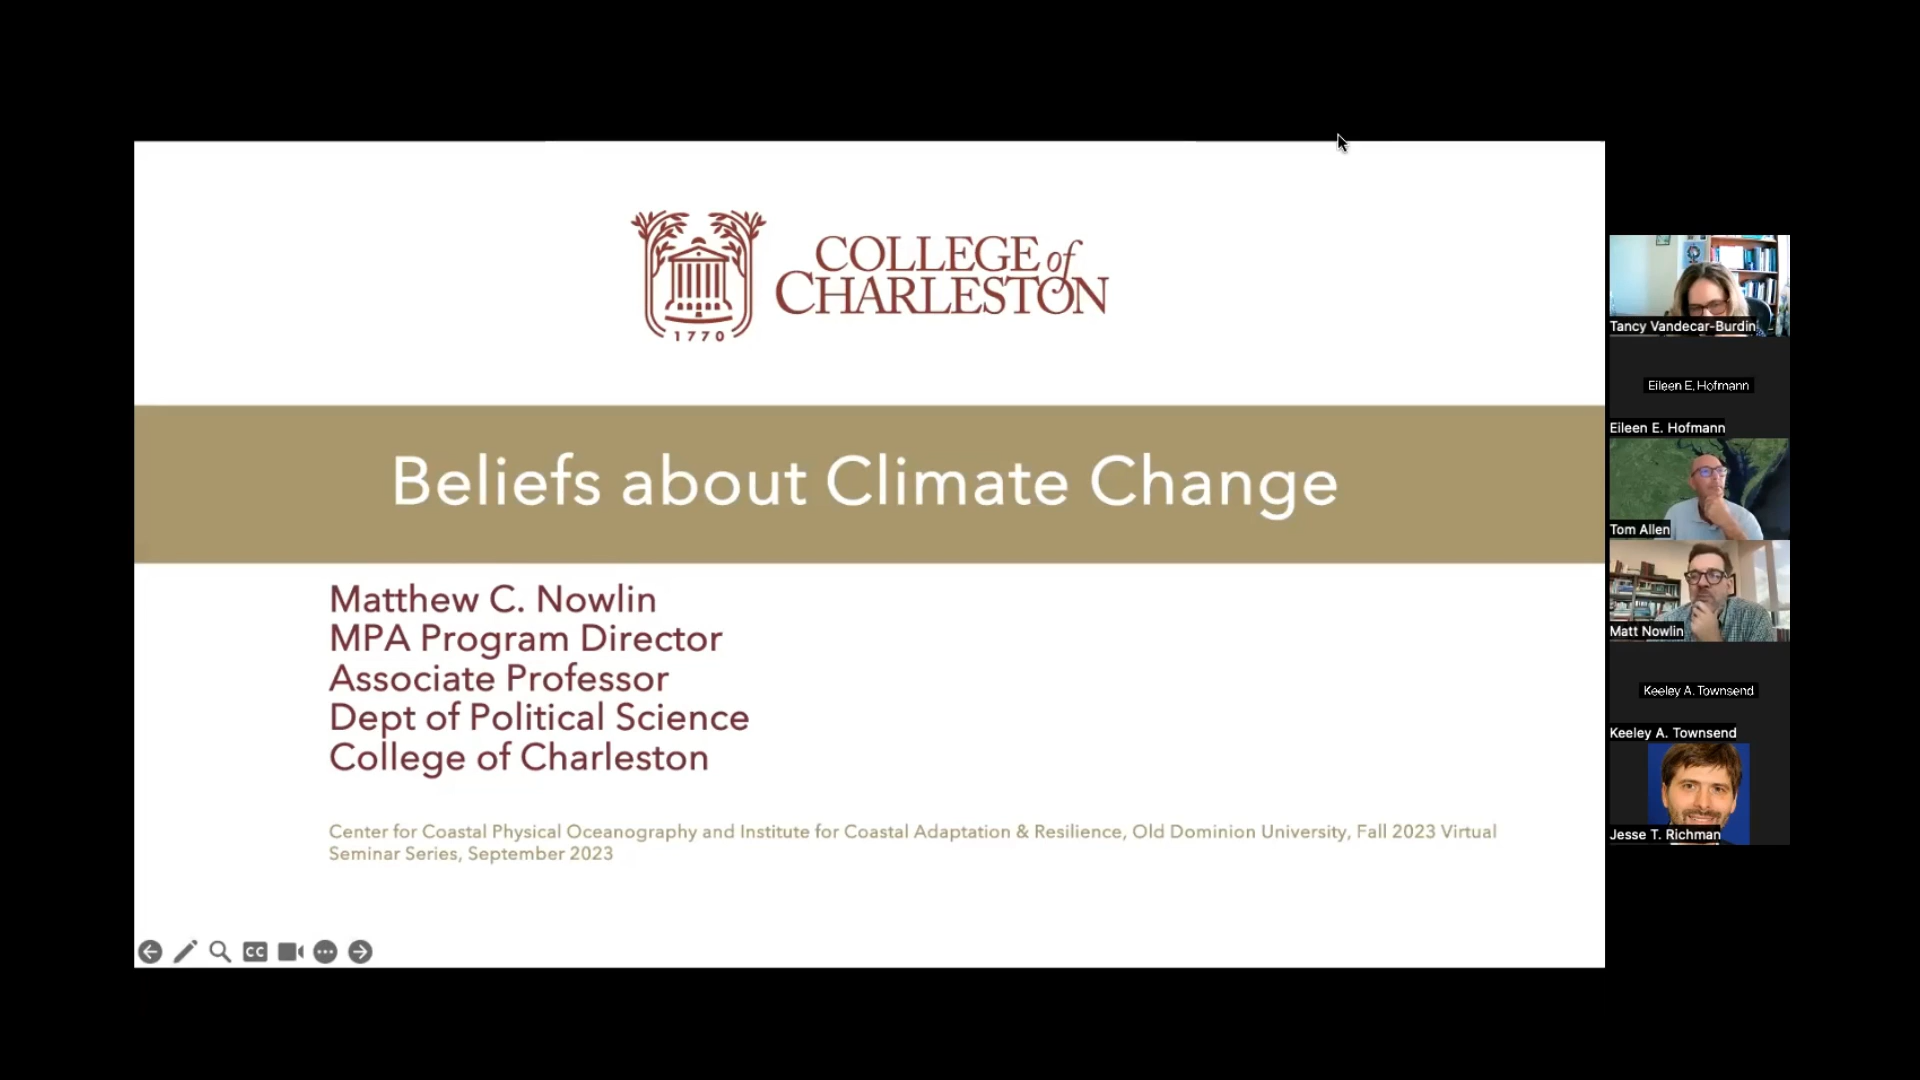 COLLEGE of
CHARLESTON
1770
Beliefs about Climate Change
Matthew C. Nowlin
MPA Program Director
Associate Professor
Dept of Political Science
College of Charleston
Center for Coastal Physical Oceanography and Institute for Coastal Adaptation & Resilience, Old Dominion University, Fall 2023 Virtual
Seminar Series, September 2023
CC
Tancy Vandecar-Burdin
Eileen E. Hofmann
Eileen E. Hofmann
Tom Allen
Matt Nowlin
Keeley A. Townsend
Keeley A. Townsend
Jesse T. Richman